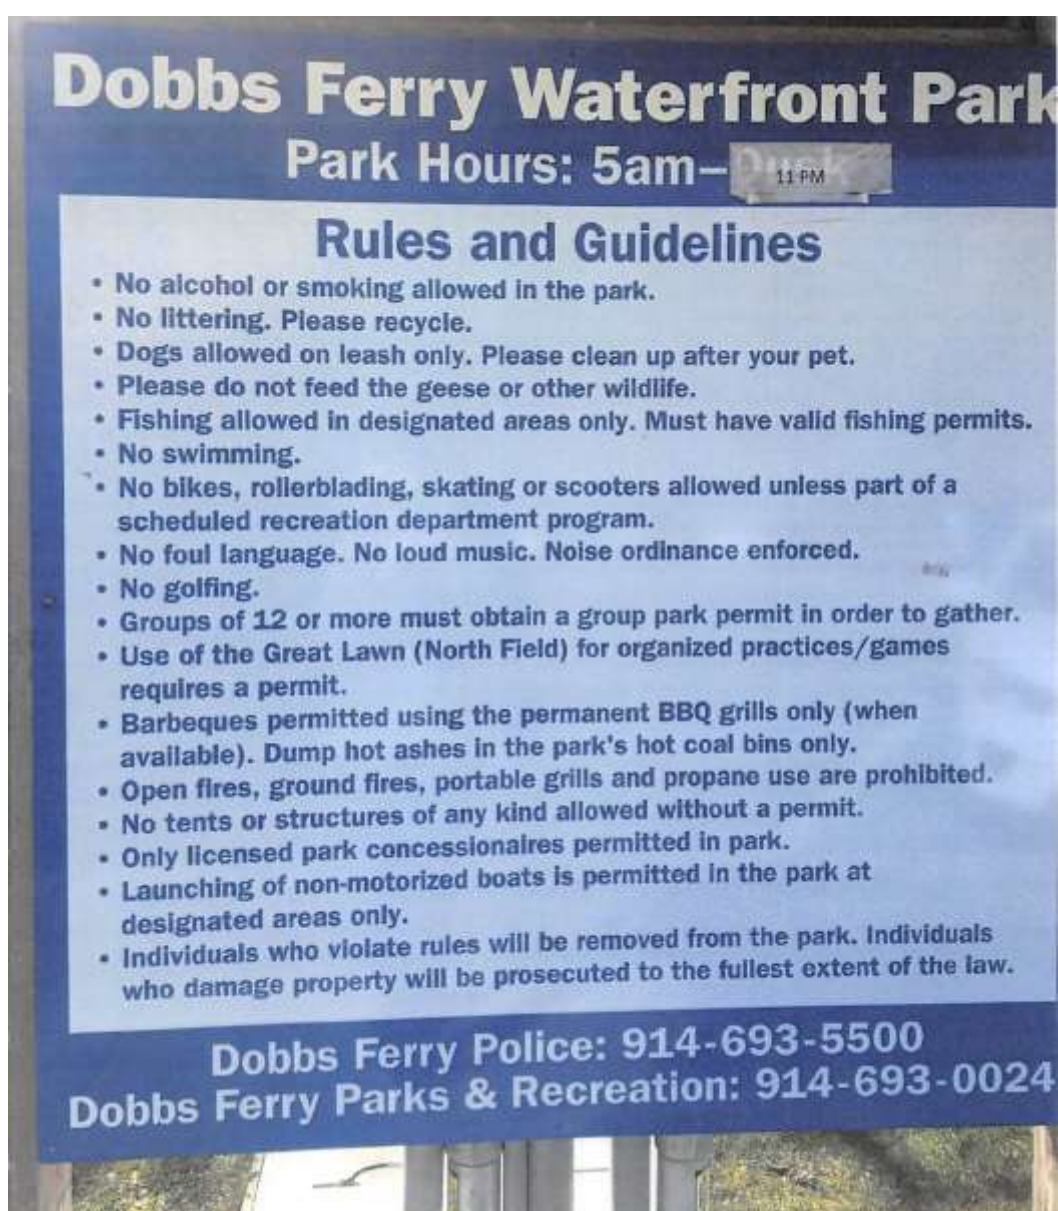 Dobbs Ferry Waterfront Park
Park Hours: 5am–Dusk
11 PM
Rules and Guidelines
• No alcohol or smoking allowed in the park.
• No littering. Please recycle.
• Dogs allowed on leash only. Please clean up after your pet.
• Please do not feed the geese or other wildlife.
• Fishing allowed in designated areas only. Must have valid fishing permits.
• No swimming.
• No bikes, rollerblading, skating or scooters allowed unless part of a
scheduled recreation department program.
• No foul language. No loud music. Noise ordinance enforced.
• No golfing.
• Groups of 12 or more must obtain a group park permit in order to gather.
• Use of the Great Lawn (North Field) for organized practices/games
requires a permit.
• Barbeques permitted using the permanent BBQ grills only (when
available). Dump hot ashes in the park's hot coal bins only.
• Open fires, ground fires, portable grills and propane use are prohibited.
• No tents or structures of any kind allowed without a permit.
• Only licensed park concessionaires permitted in park.
• Launching of non-motorized boats is permitted in the park at
designated areas only.
• Individuals who violate rules will be removed from the park. Individuals
who damage property will be prosecuted to the fullest extent of the law.
Dobbs Ferry Police: 914-693-5500
Dobbs Ferry Parks & Recreation: 914-693-0024